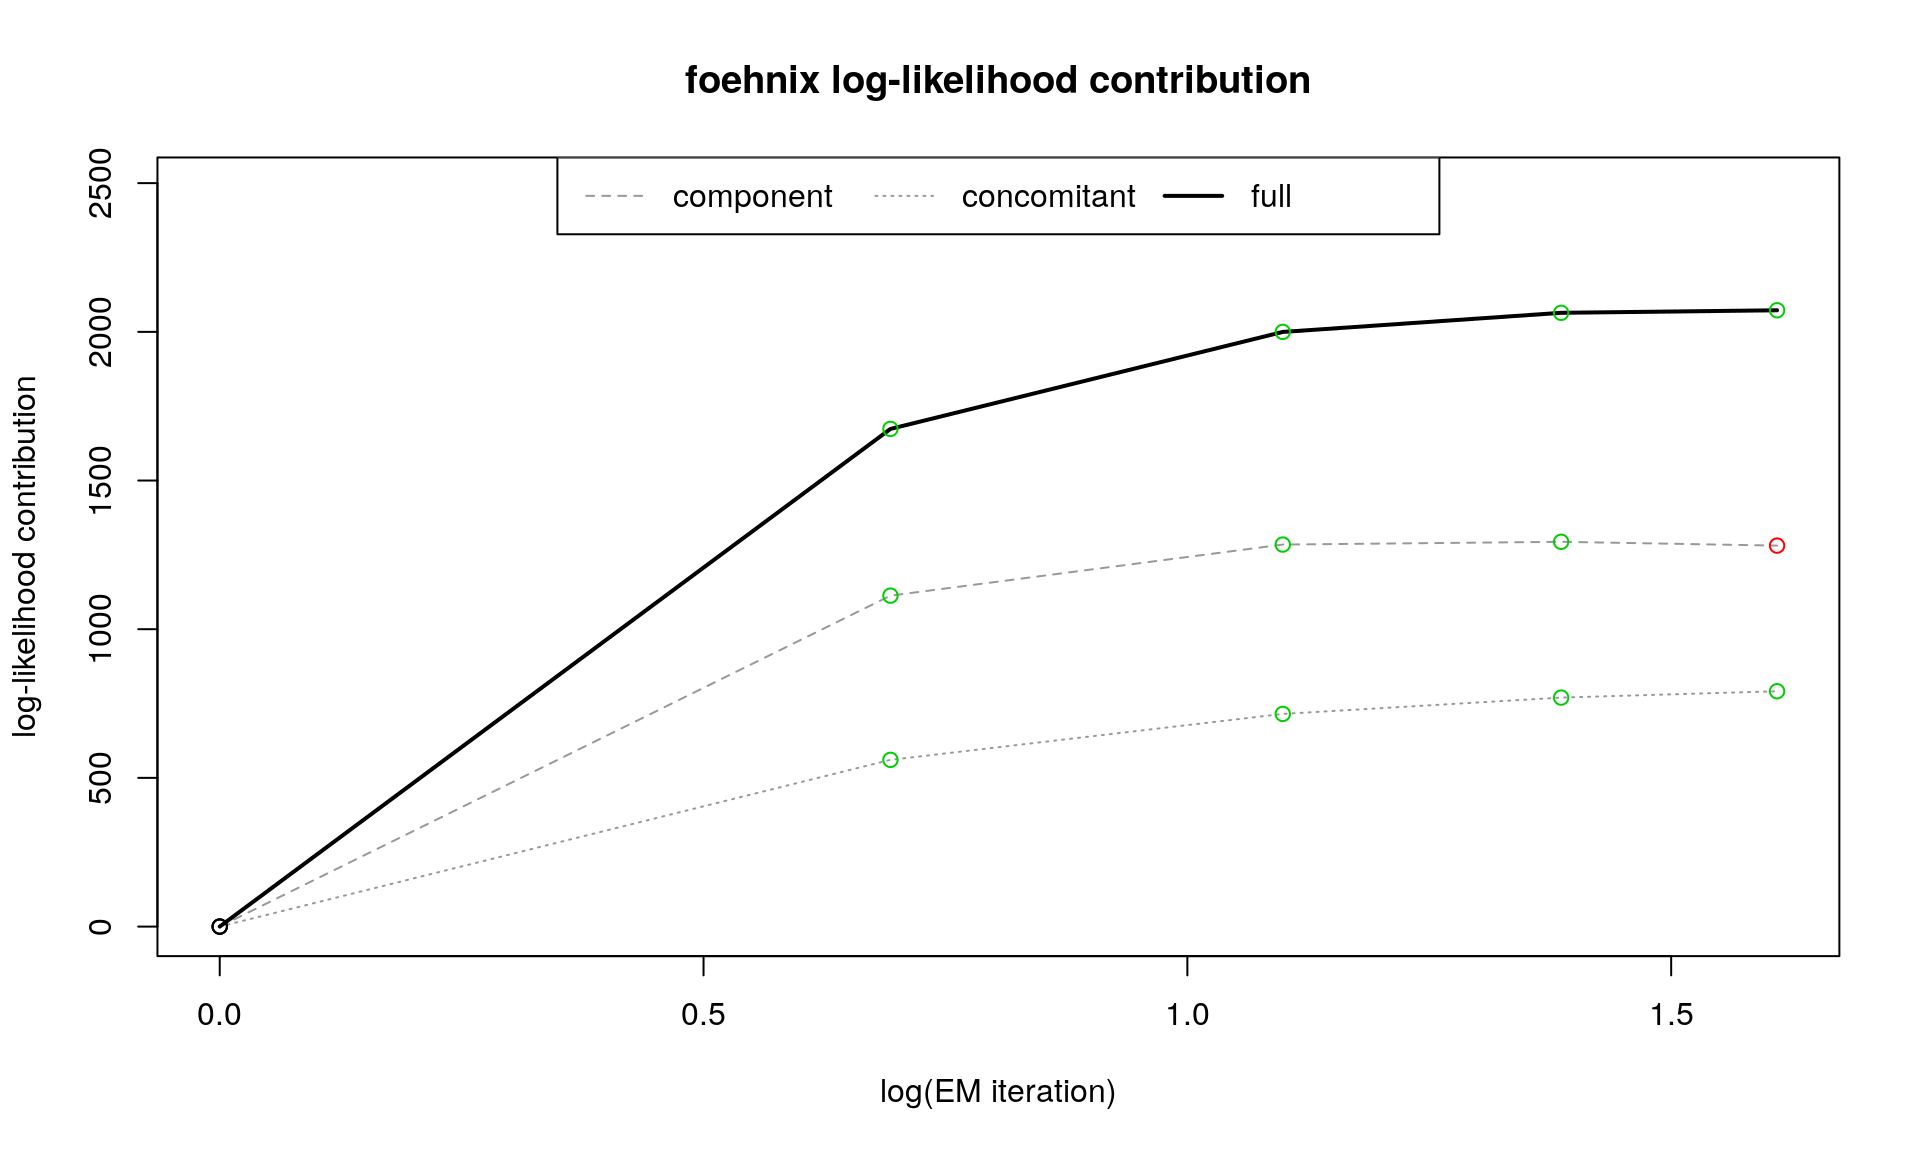 foehnix log-likelihood contribution
component concomitant full
log-likelihood contribution
2500
2000
1500
1000
500
0
0.0 0.5 1.0 1.5
log(EM iteration)